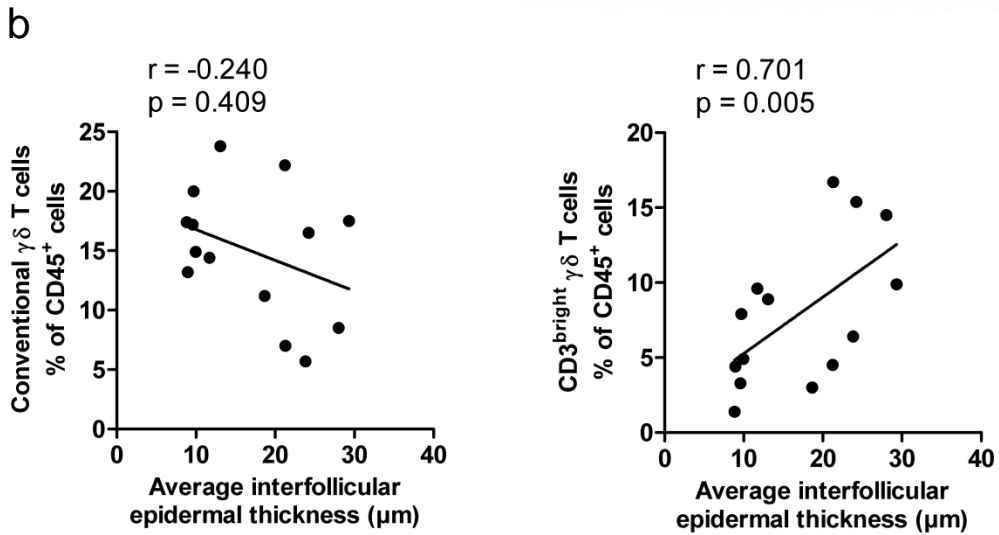 b
r = -0.240
p = 0.409
Conventional γδ T cells
% of CD45⁺ cells
25
20
15
10
5
0
0 10 20 30 40
Average interfollicular
epidermal thickness (µm)
r = 0.701
p = 0.005
CD3ᵇʳⁱᵍʰᵗ γδ T cells
% of CD45⁺ cells
20
15
10
5
0
0 10 20 30 40
Average interfollicular
epidermal thickness (µm)